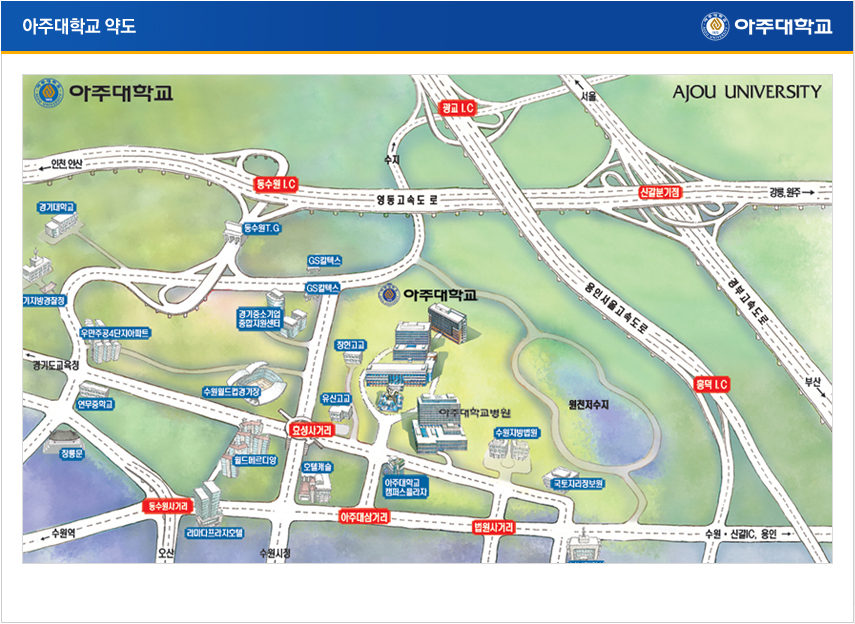 아주대학교 약도
아주대학교
아주대학교
AJOU UNIVERSITY
서울
광교 I.C
인천, 안산
수지
동수원 I.C
영동고속도로
신갈분기점
강릉, 원주
경기대학교
동수원T.G
GS칼텍스
GS칼텍스
아주대학교
가지방경찰청
경기중소기업
종합지원센터
용인서울고속도로
경부고속도로
우만주공4단지아파트
창현고교
경기도교육청
수원월드컵경기장
흥덕 I.C
부산
연무중학교
유신고교
아주대학교병원
원천저수지
효성사거리
수원지방법원
장룡문
월드메르디앙
호텔캐슬
아주대학교
캠퍼스플라자
국토지리정보원
동수원사거리
라마다프라자호텔
아주대삼거리
법원사거리
수원역
오산
수원시청
수원 · 신갈IC, 용인